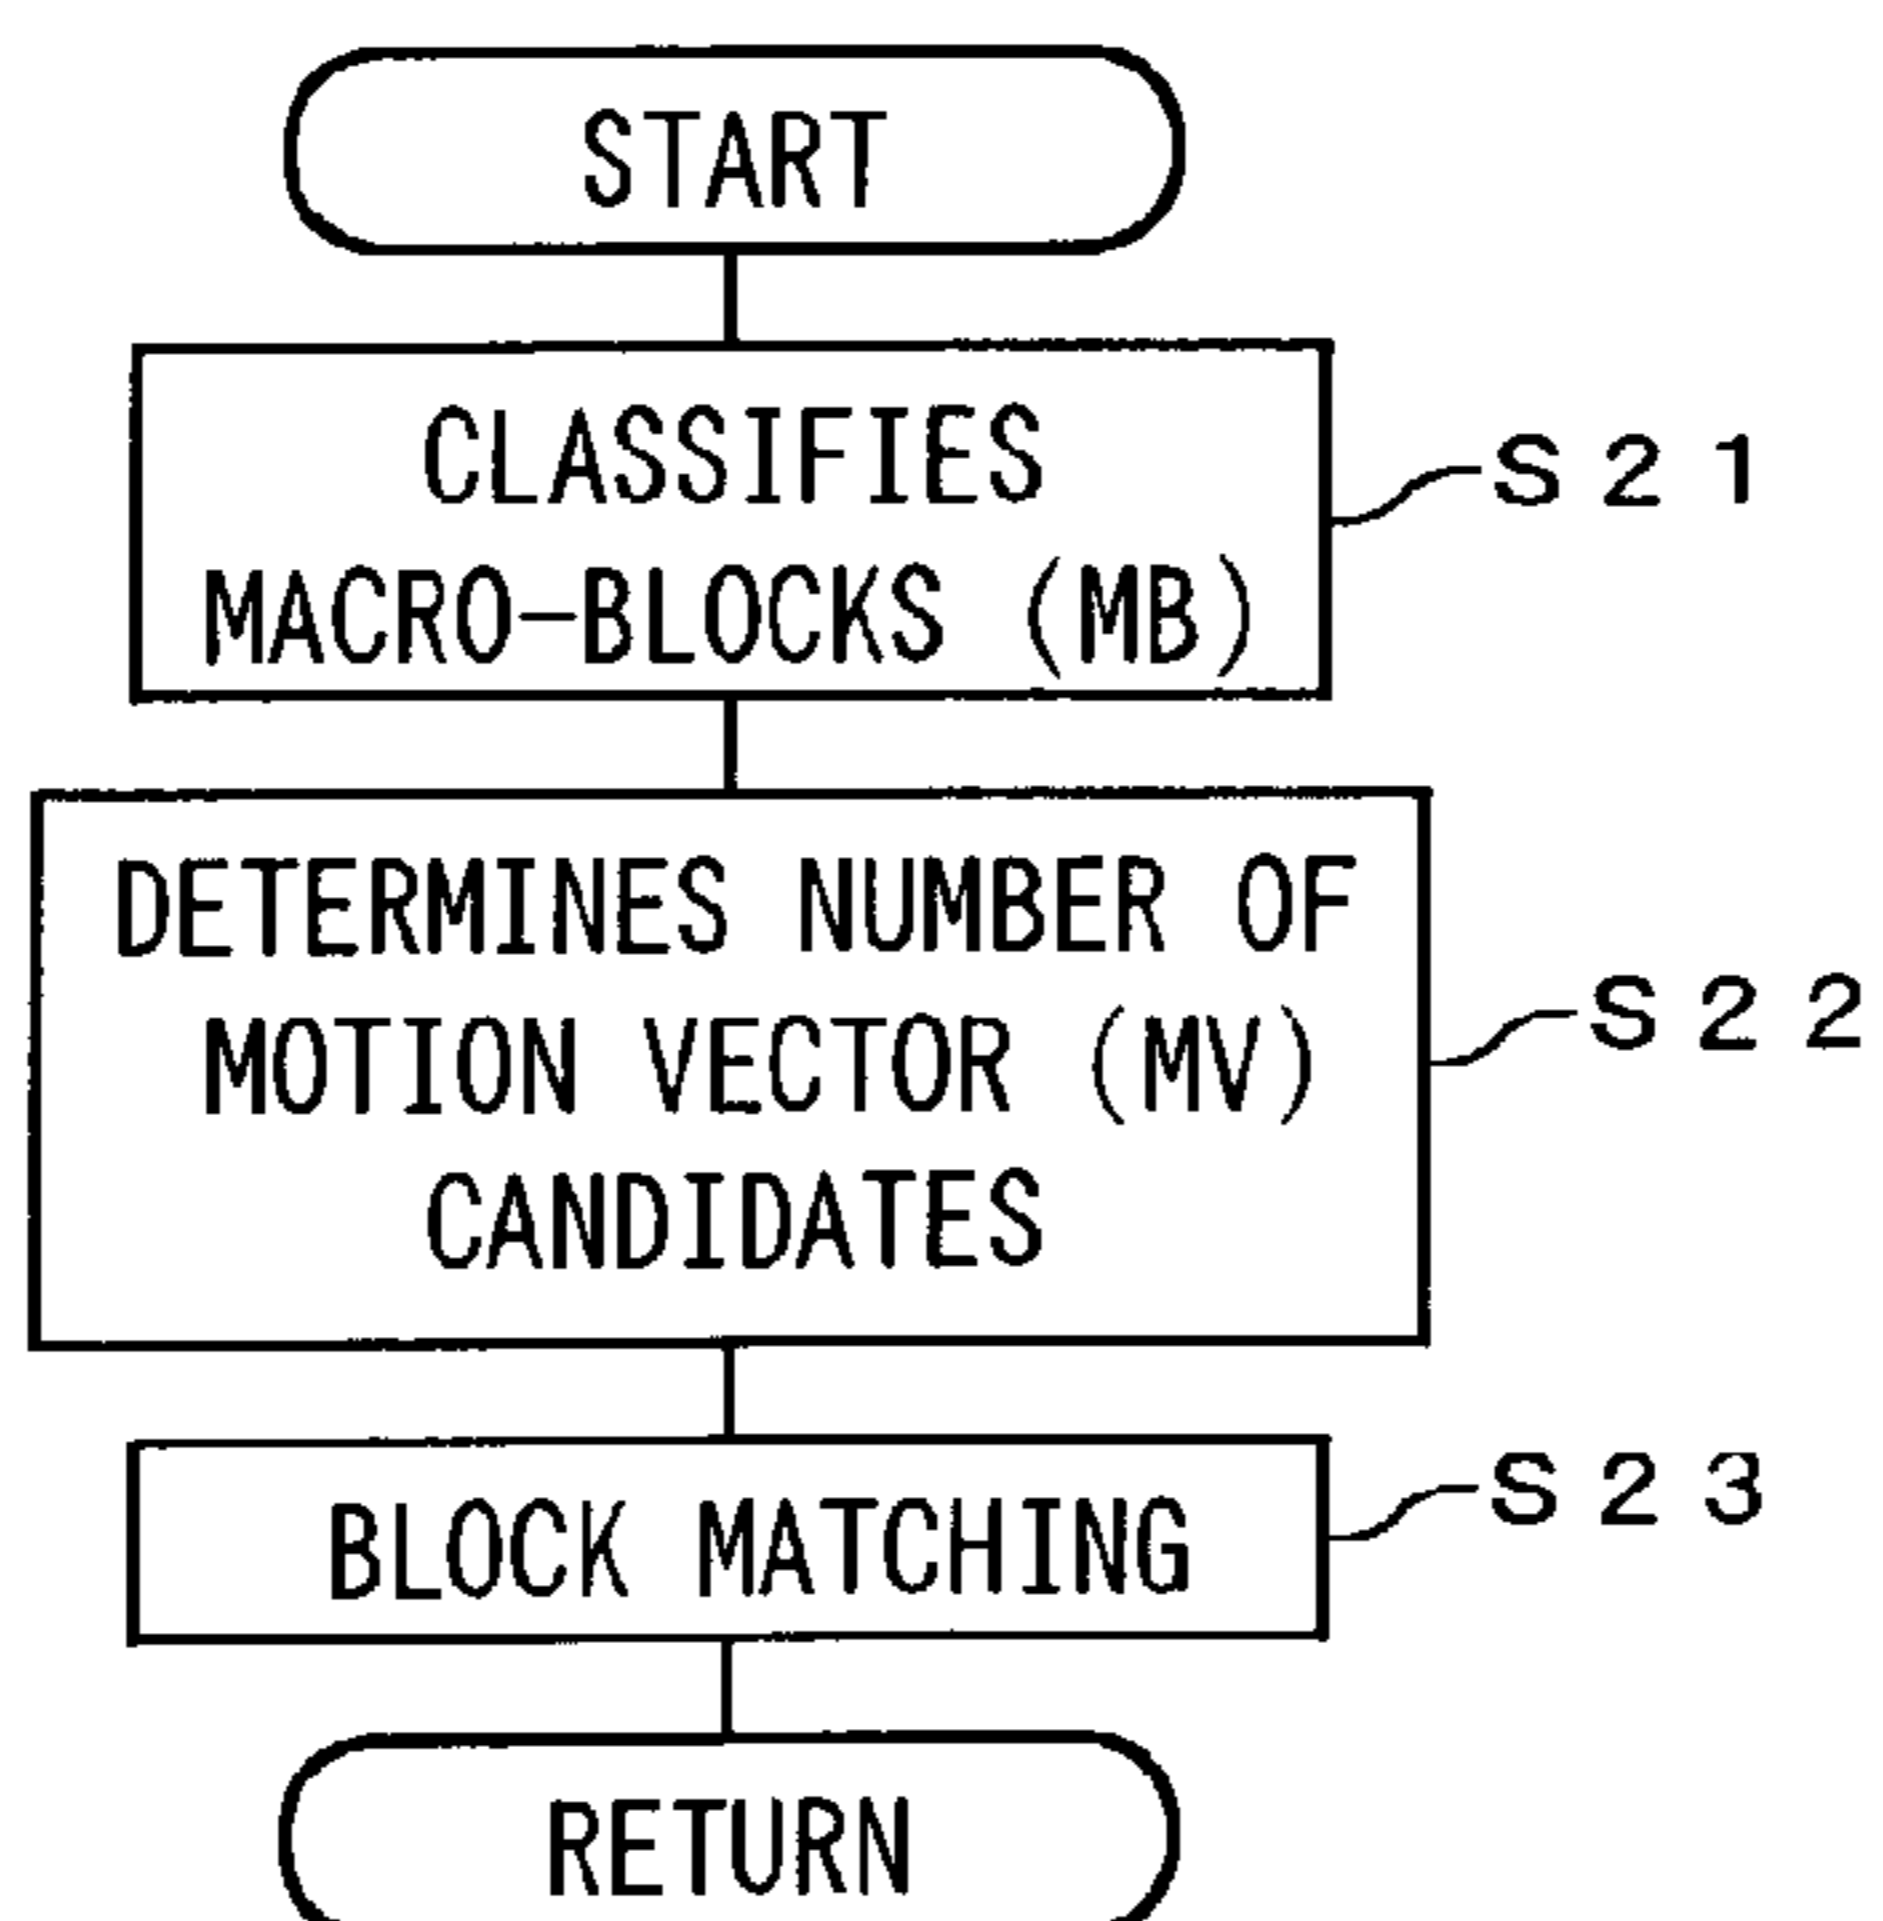 START
CLASSIFIES
MACRO-BLOCKS (MB)
S21
DETERMINES NUMBER OF
MOTION VECTOR (MV)
CANDIDATES
S22
BLOCK MATCHING
S23
RETURN